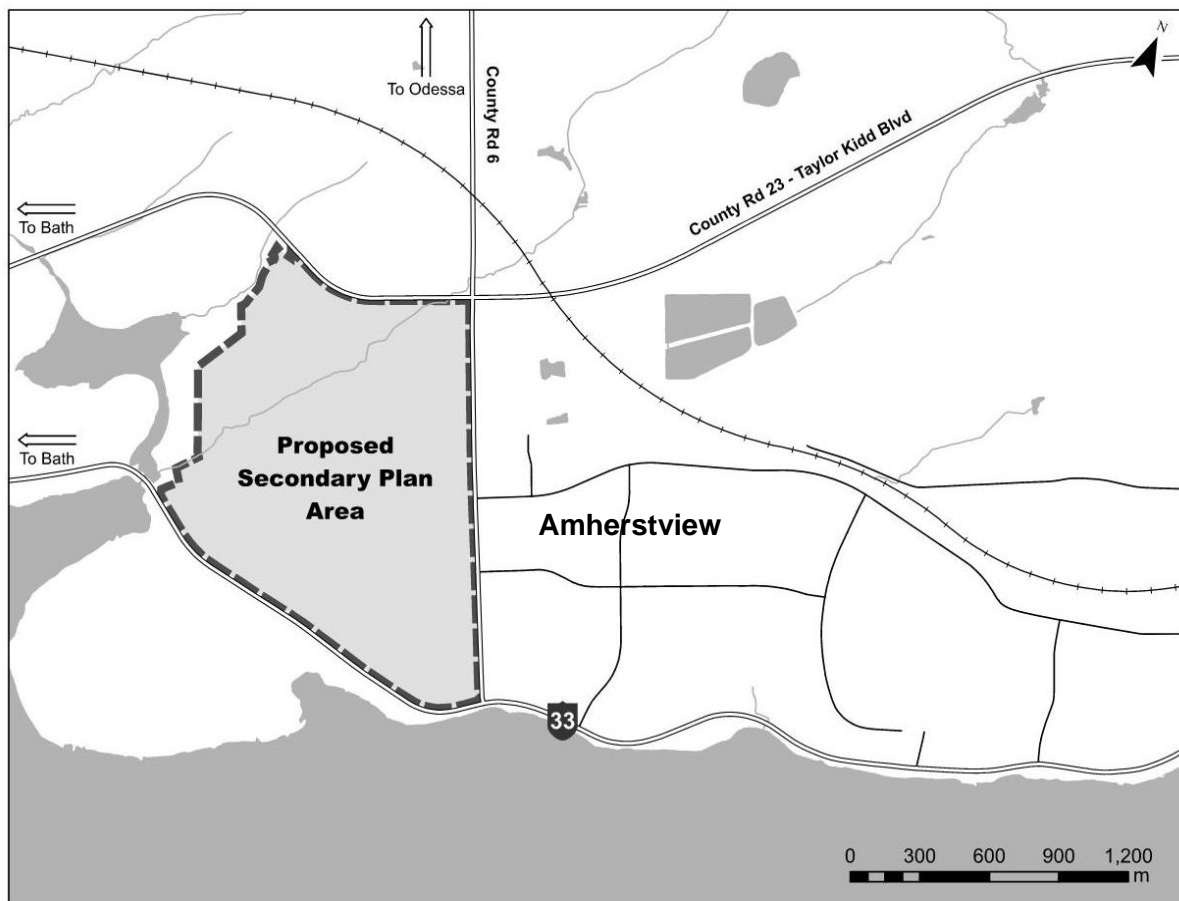 N
To Odessa
County Rd 6
County Rd 23 - Taylor Kidd Blvd
To Bath
To Bath
Proposed
Secondary Plan
Area
Amherstview
33
0 300 600 900 1,200
m